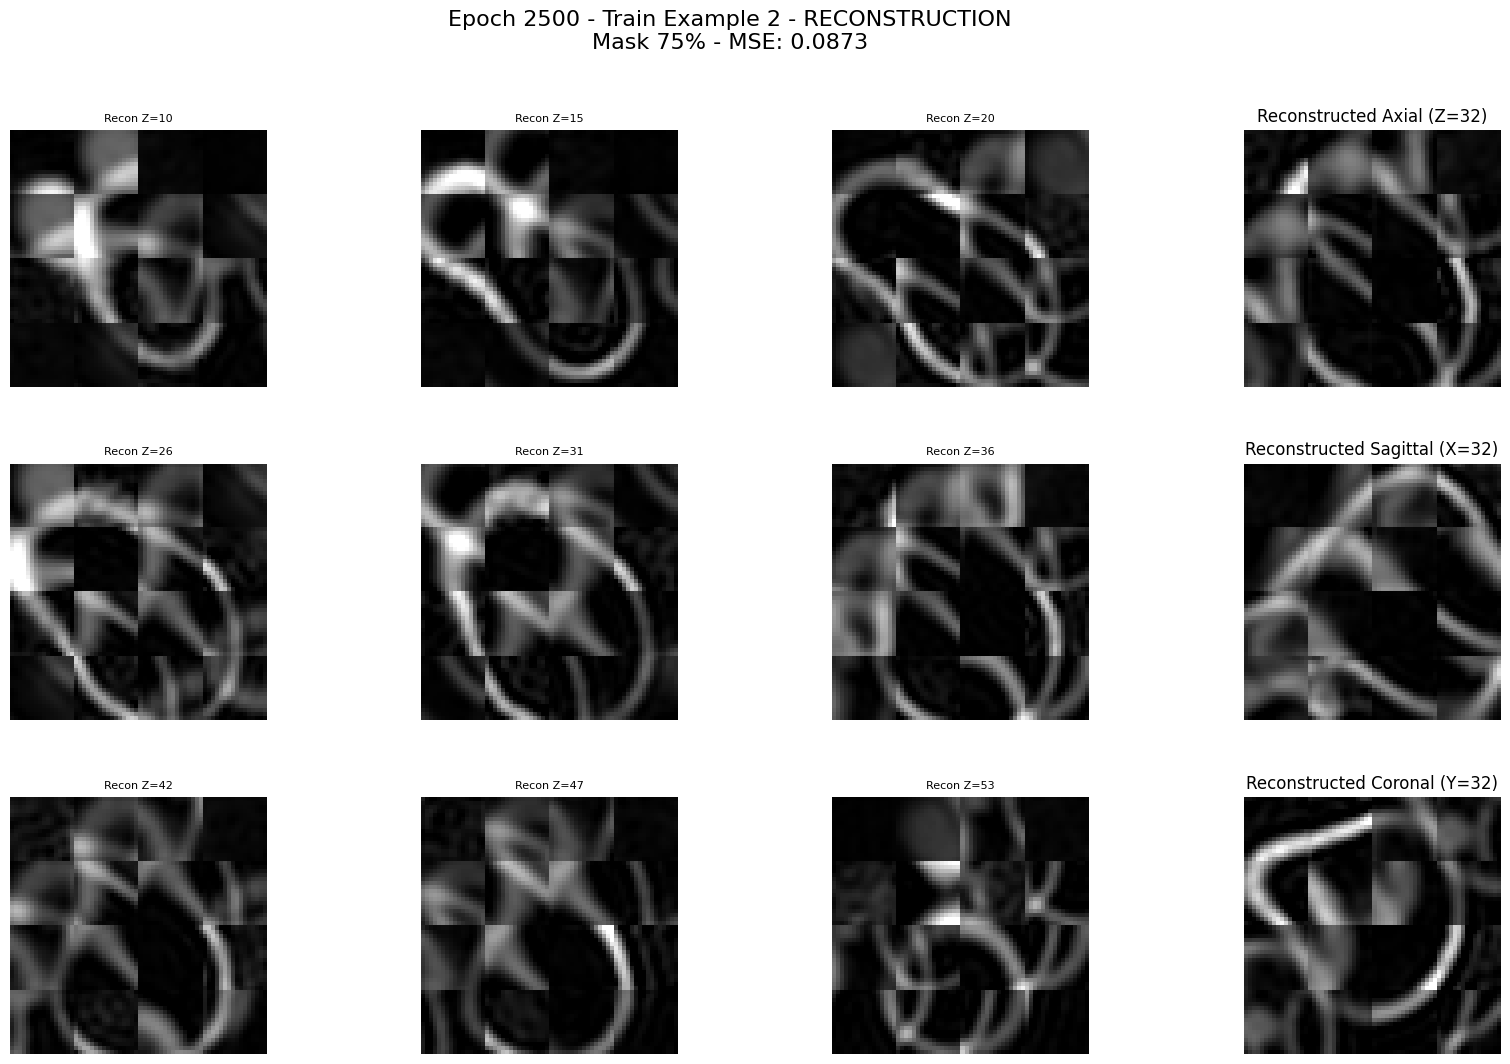 Epoch 2500 - Train Example 2 - RECONSTRUCTION
Mask 75% - MSE: 0.0873
Recon Z=10
Recon Z=15
Recon Z=20
Reconstructed Axial (Z=32)
Recon Z=26
Recon Z=31
Recon Z=36
Reconstructed Sagittal (X=32)
Recon Z=42
Recon Z=47
Recon Z=53
Reconstructed Coronal (Y=32)